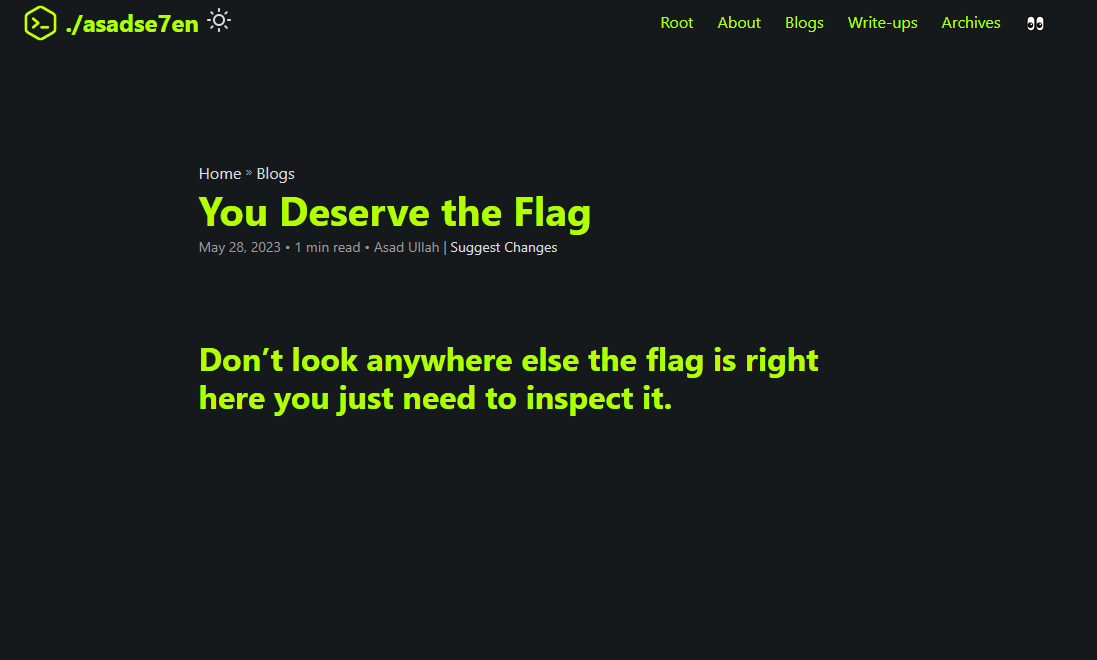 ./asadse7en
Root About Blogs Write-ups Archives 👀
Home » Blogs
You Deserve the Flag
May 28, 2023 • 1 min read • Asad Ullah | Suggest Changes
Don’t look anywhere else the flag is right
here you just need to inspect it.